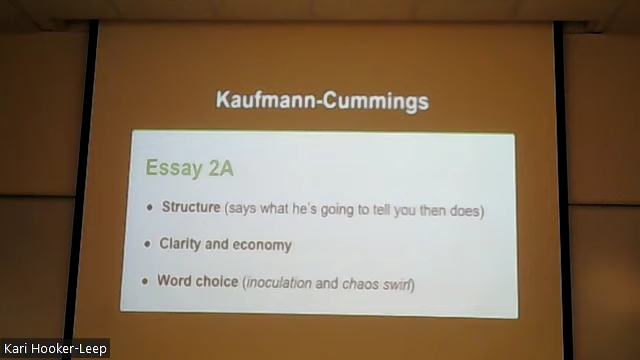 Kaufmann-Cummings
Essay 2A
• Structure (says what he's going to tell you then does)
• Clarity and economy
• Word choice (inoculation and chaos swirl)
Kari Hooker-Leep